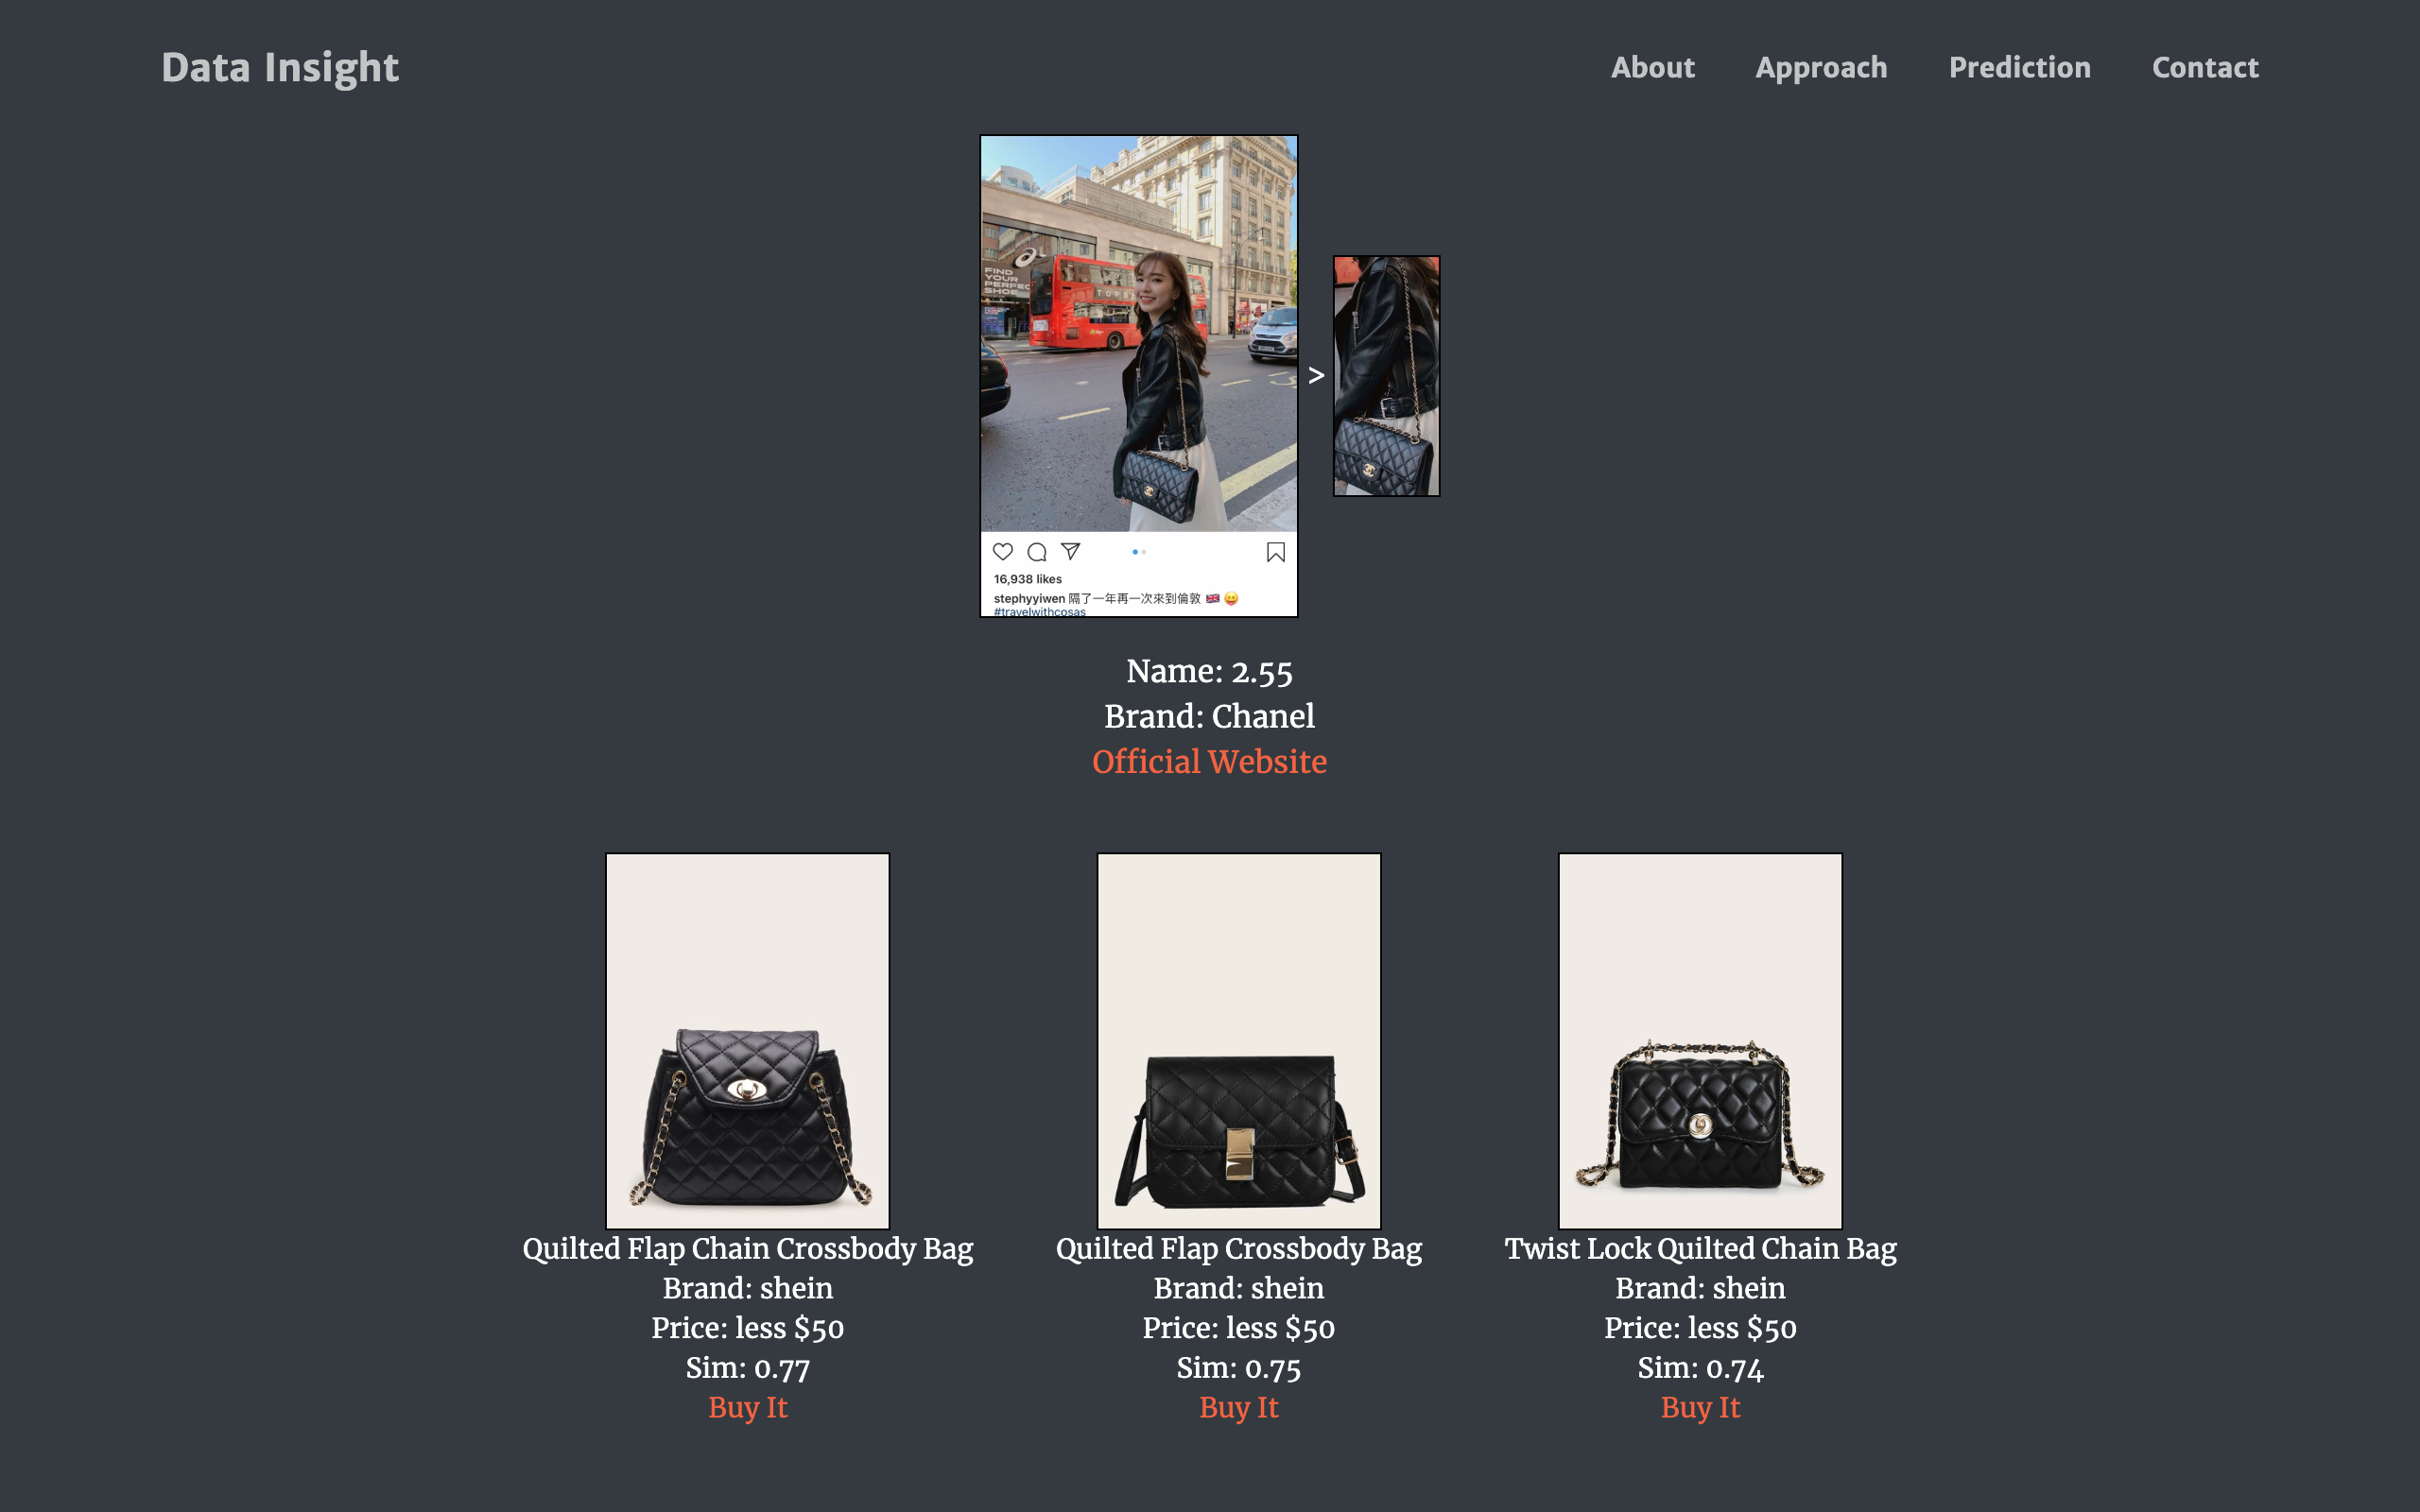 Data Insight
About
Approach
Prediction
Contact
FIND
YOUR
PERFEC
SHOE
TOPS
>
16,938 likes
stephyyiwen 隔了一年再一次來到倫敦 🇬🇧 😝
#travelwithcosas
Name: 2.55
Brand: Chanel
Official Website
Quilted Flap Chain Crossbody Bag
Brand: shein
Price: less $50
Sim: 0.77
Buy It
Quilted Flap Crossbody Bag
Brand: shein
Price: less $50
Sim: 0.75
Buy It
Twist Lock Quilted Chain Bag
Brand: shein
Price: less $50
Sim: 0.74
Buy It